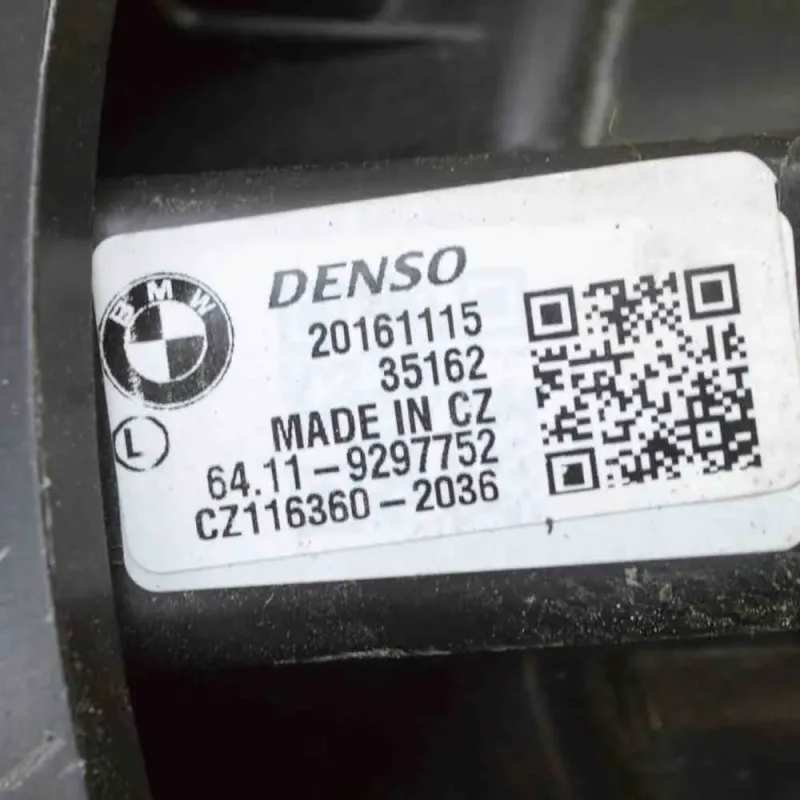 BMW
DENSO
20161115
35162
MADE IN CZ
L
64.11-9297752
CZ116360-2036